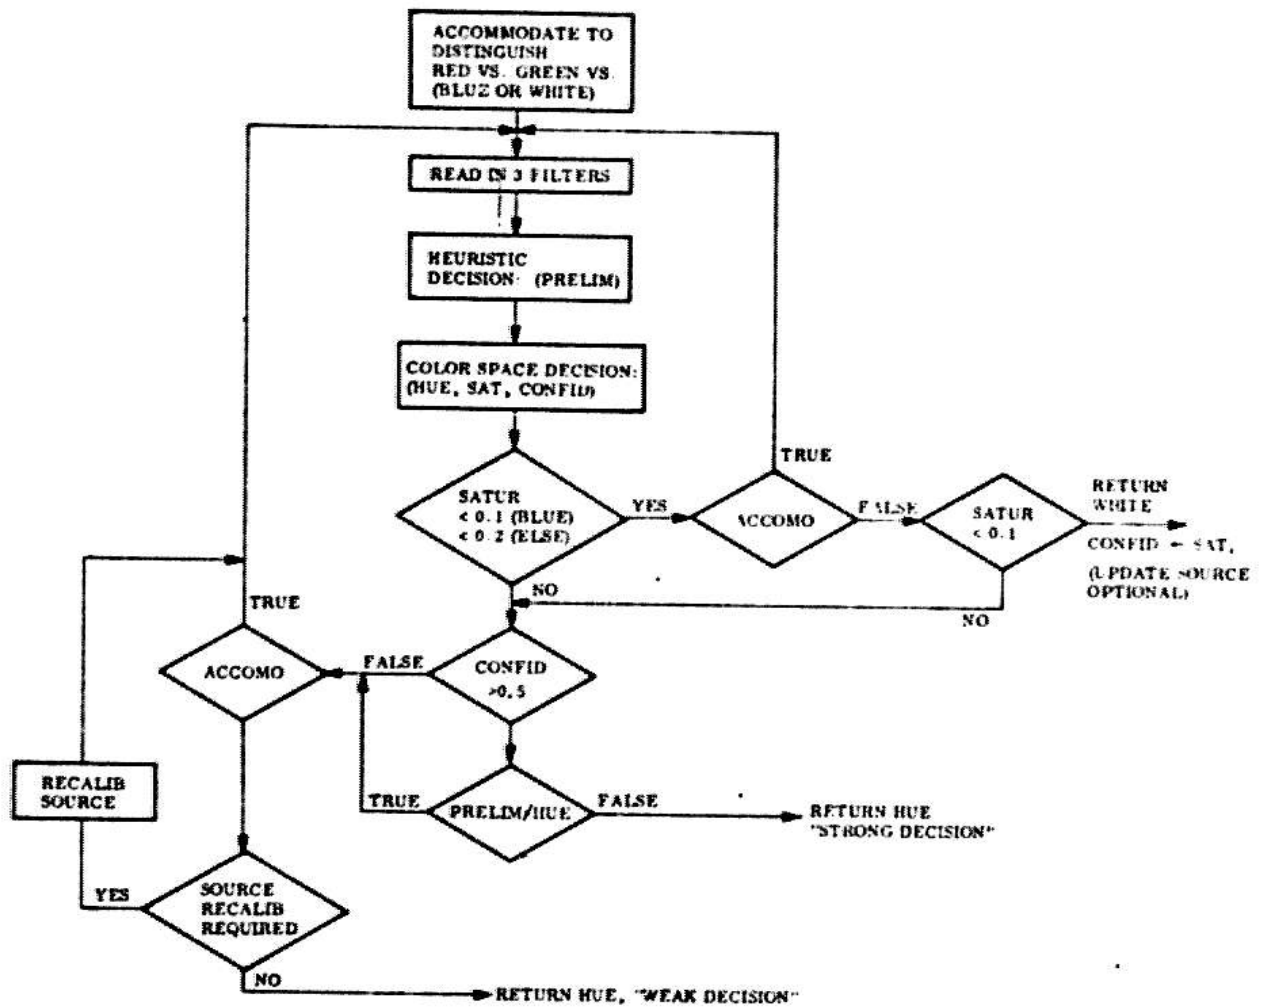 ACCOMMODATE TO
DISTINGUISH
RED VS. GREEN VS.
(BLUE OR WHITE)
READ IN 3 FILTERS
HEURISTIC
DECISION: (PRELIM)
COLOR SPACE DECISION:
(HUE, SAT, CONFID)
SATUR
< 0.1 (BLUE)
< 0.2 (ELSE)
YES
TRUE
ACCOMO
FALSE
SATUR
< 0.1
RETURN
WHITE
CONFID ← SAT,
(UPDATE SOURCE
OPTIONAL)
NO
NO
TRUE
ACCOMO
FALSE
CONFID
>0.5
RECALIB
SOURCE
TRUE
PRELIM/HUE
FALSE
RETURN HUE
"STRONG DECISION"
YES
SOURCE
RECALIB
REQUIRED
NO
RETURN HUE, "WEAK DECISION"